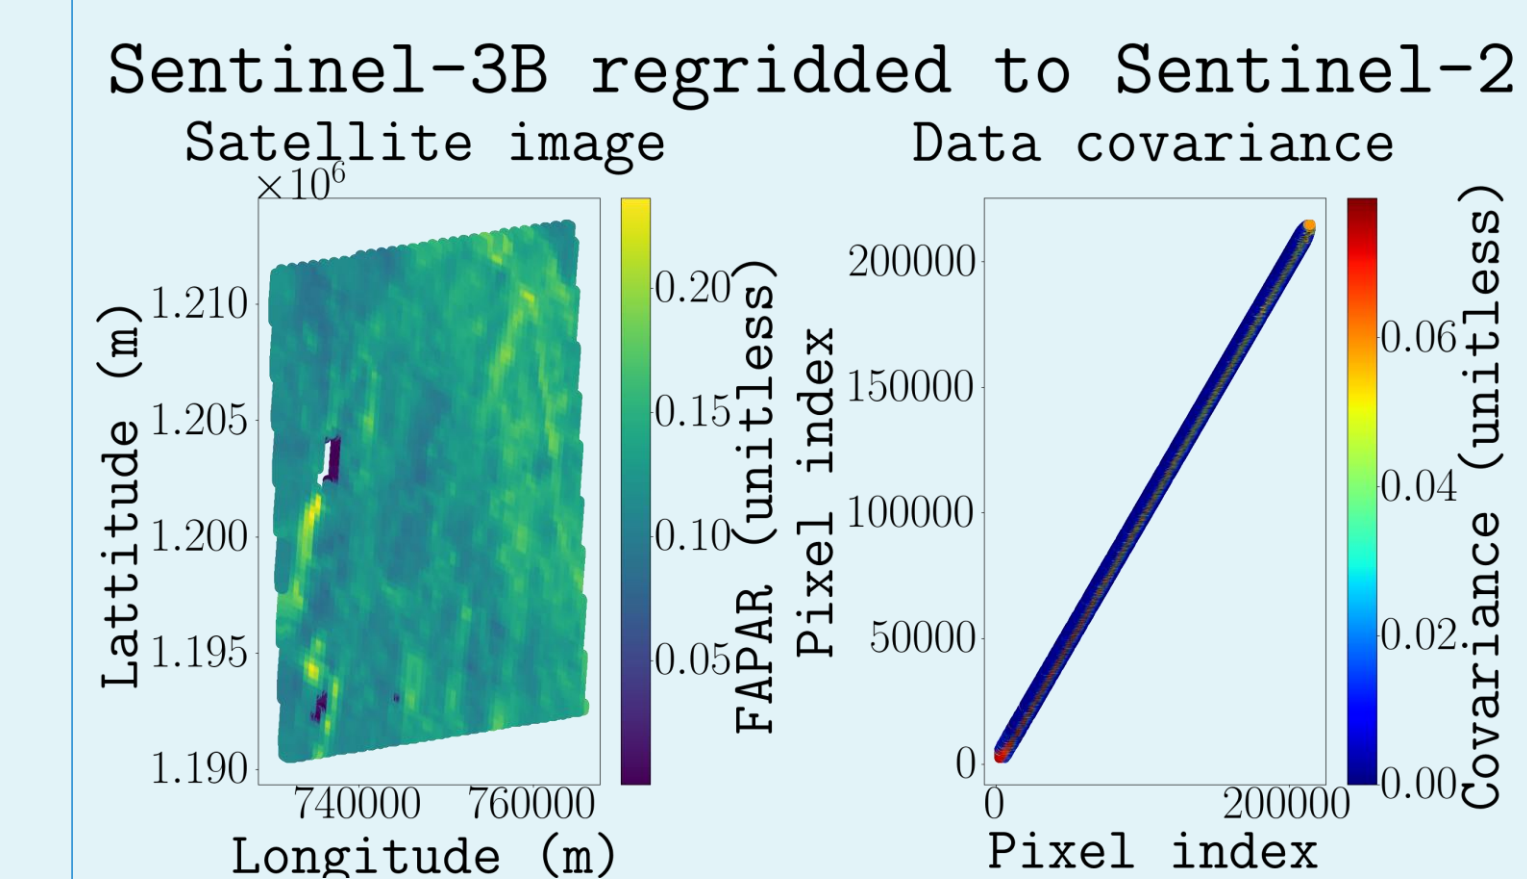 Sentinel-3B regridded to Sentinel-2
Satellite image
×10⁶
1.210
1.205
1.200
1.195
1.190
Lattitude (m)
740000 760000
Longitude (m)
0.20
0.15
0.10
0.05
FAPAR (unitless)
Data covariance
200000
150000
100000
50000
0
Pixel index
0 200000
Pixel index
0.06
0.04
0.02
0.00
Covariance (unitless)